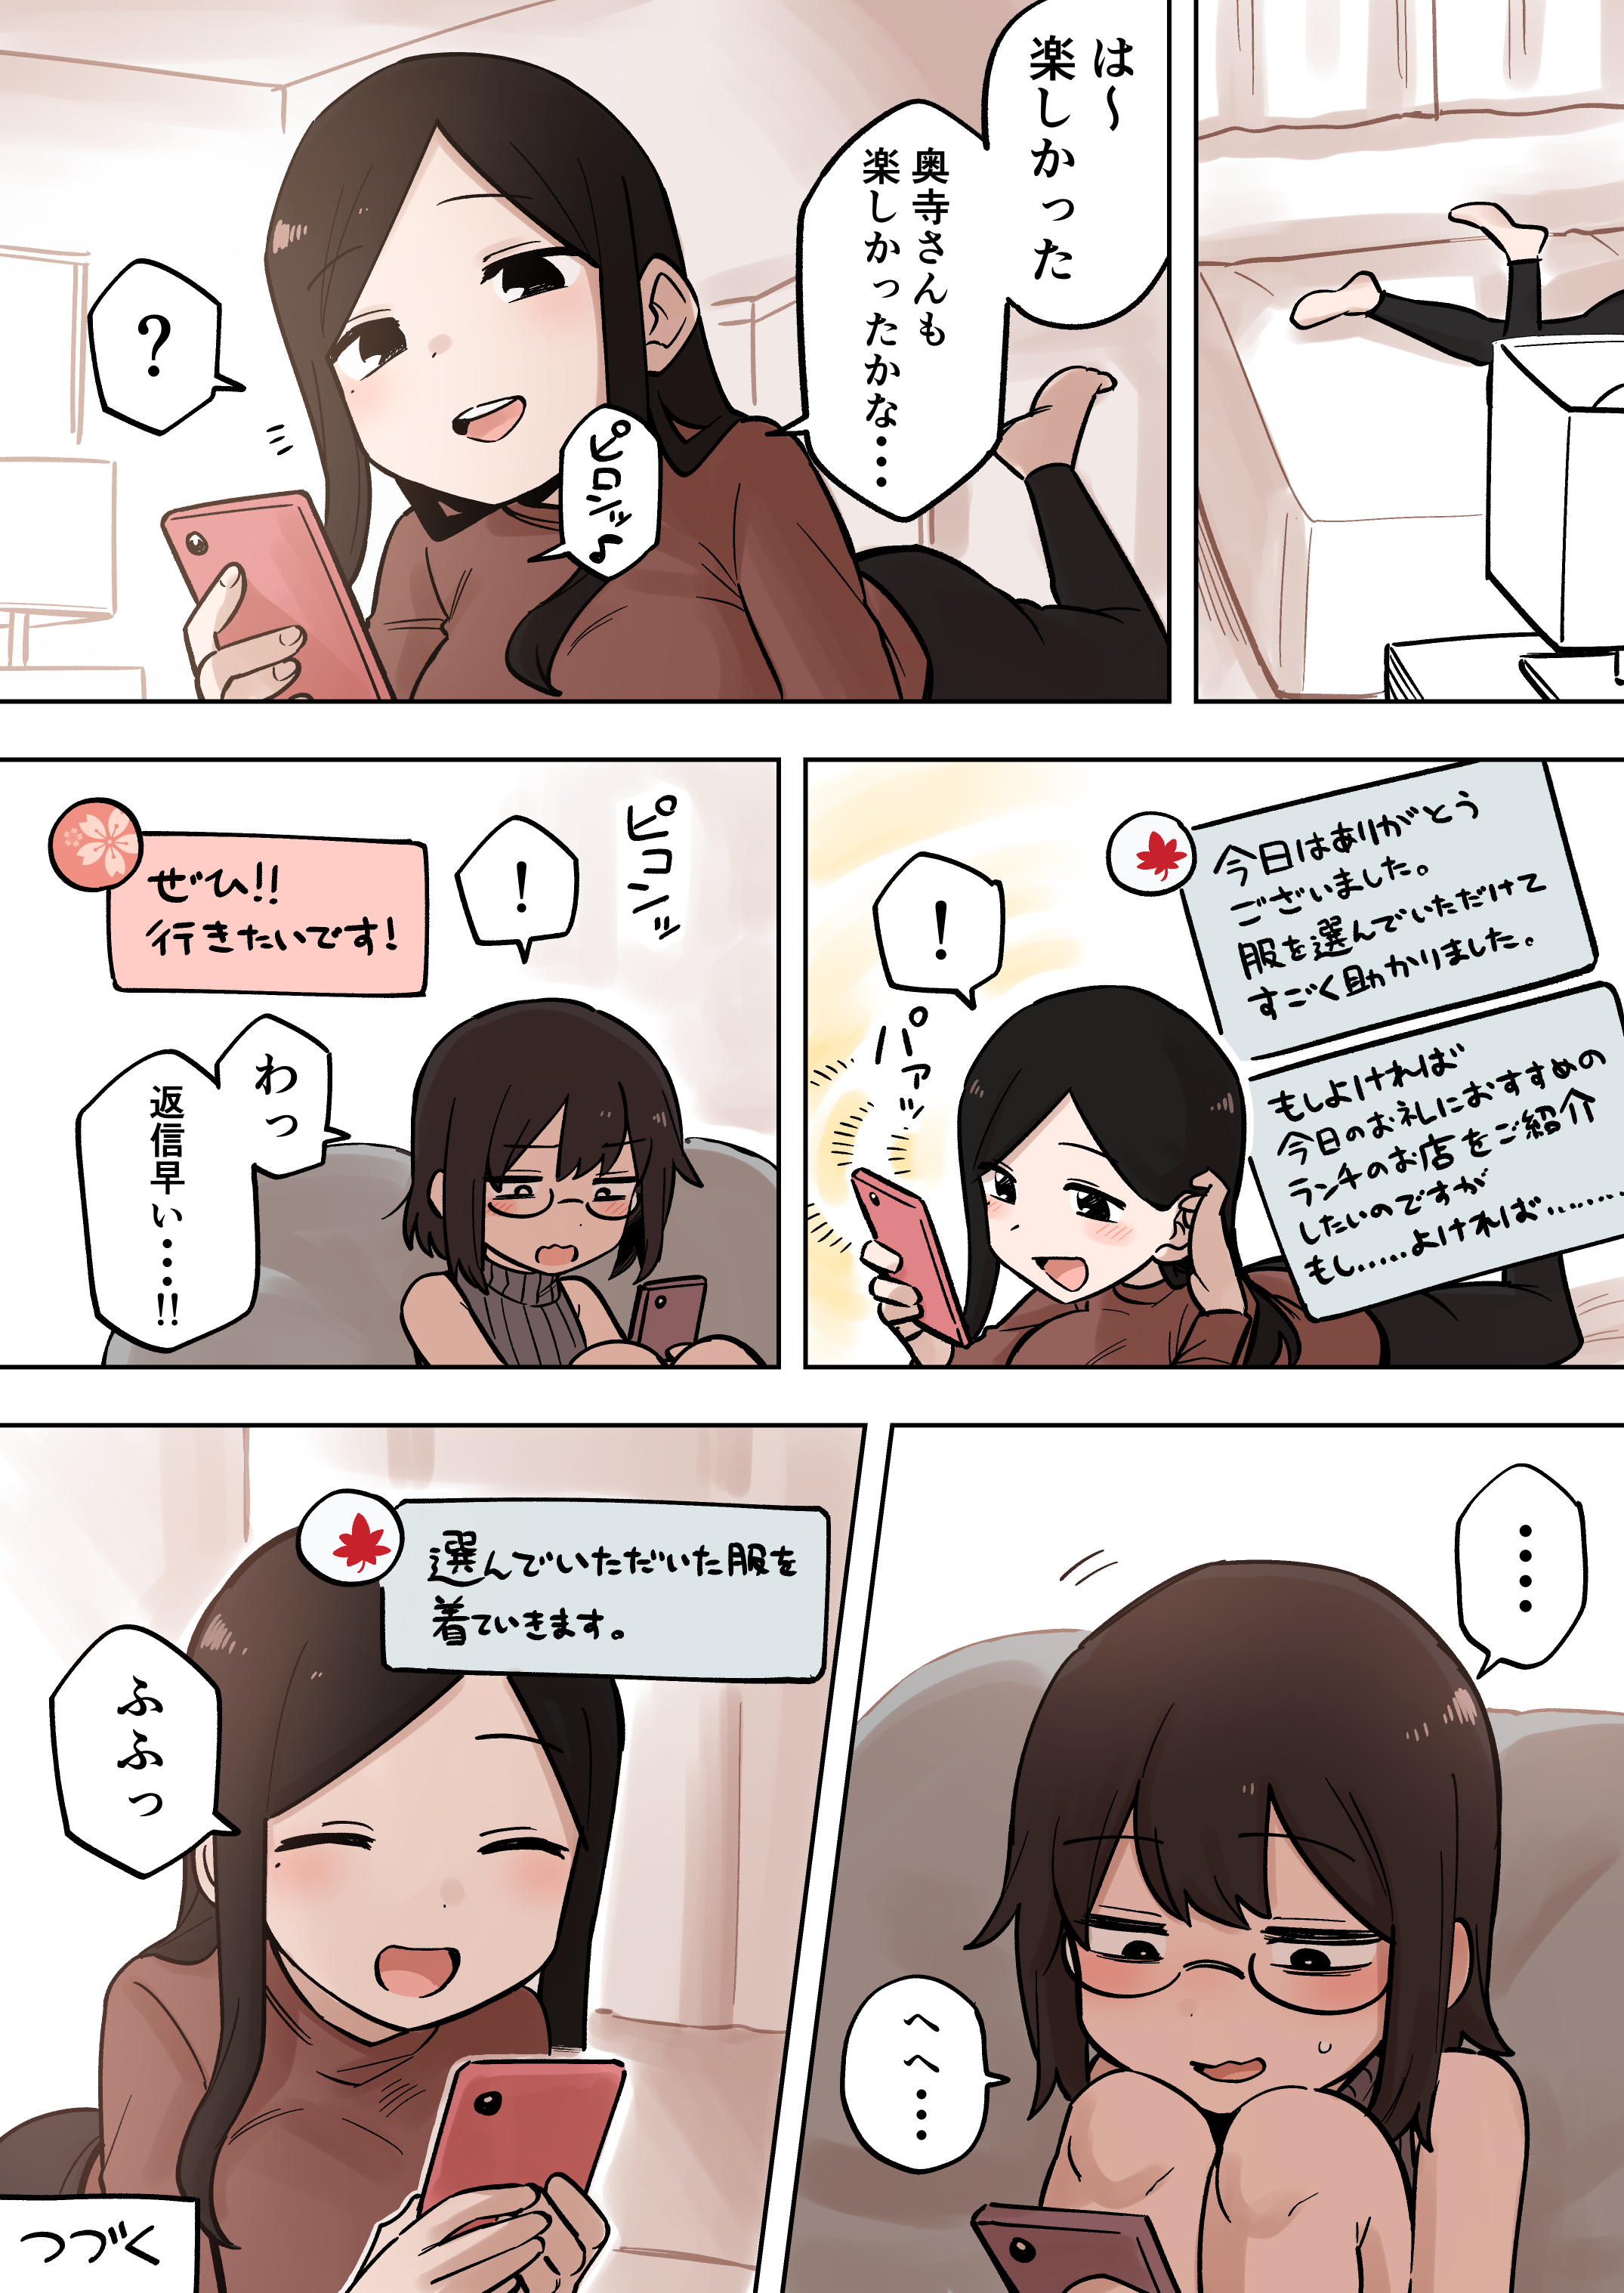 は〜
楽しかった
奥寺さんも
楽しかったかな……
ピロンッ♪
？
今日はありがとう
ございました。
服を選んでいただけて
すごく助かりました。
もしよければ
今日のお礼におすすめの
ランチのお店をご紹介
したいのですが
もし‥‥‥よければ‥‥‥‥
！
パァッ
ピコンッ
！
ぜひ!!
行きたいです!
わっ
返信早い……!!
……
へへ……
選んでいただいた服を
着ていきます。
ふふっ
つづく